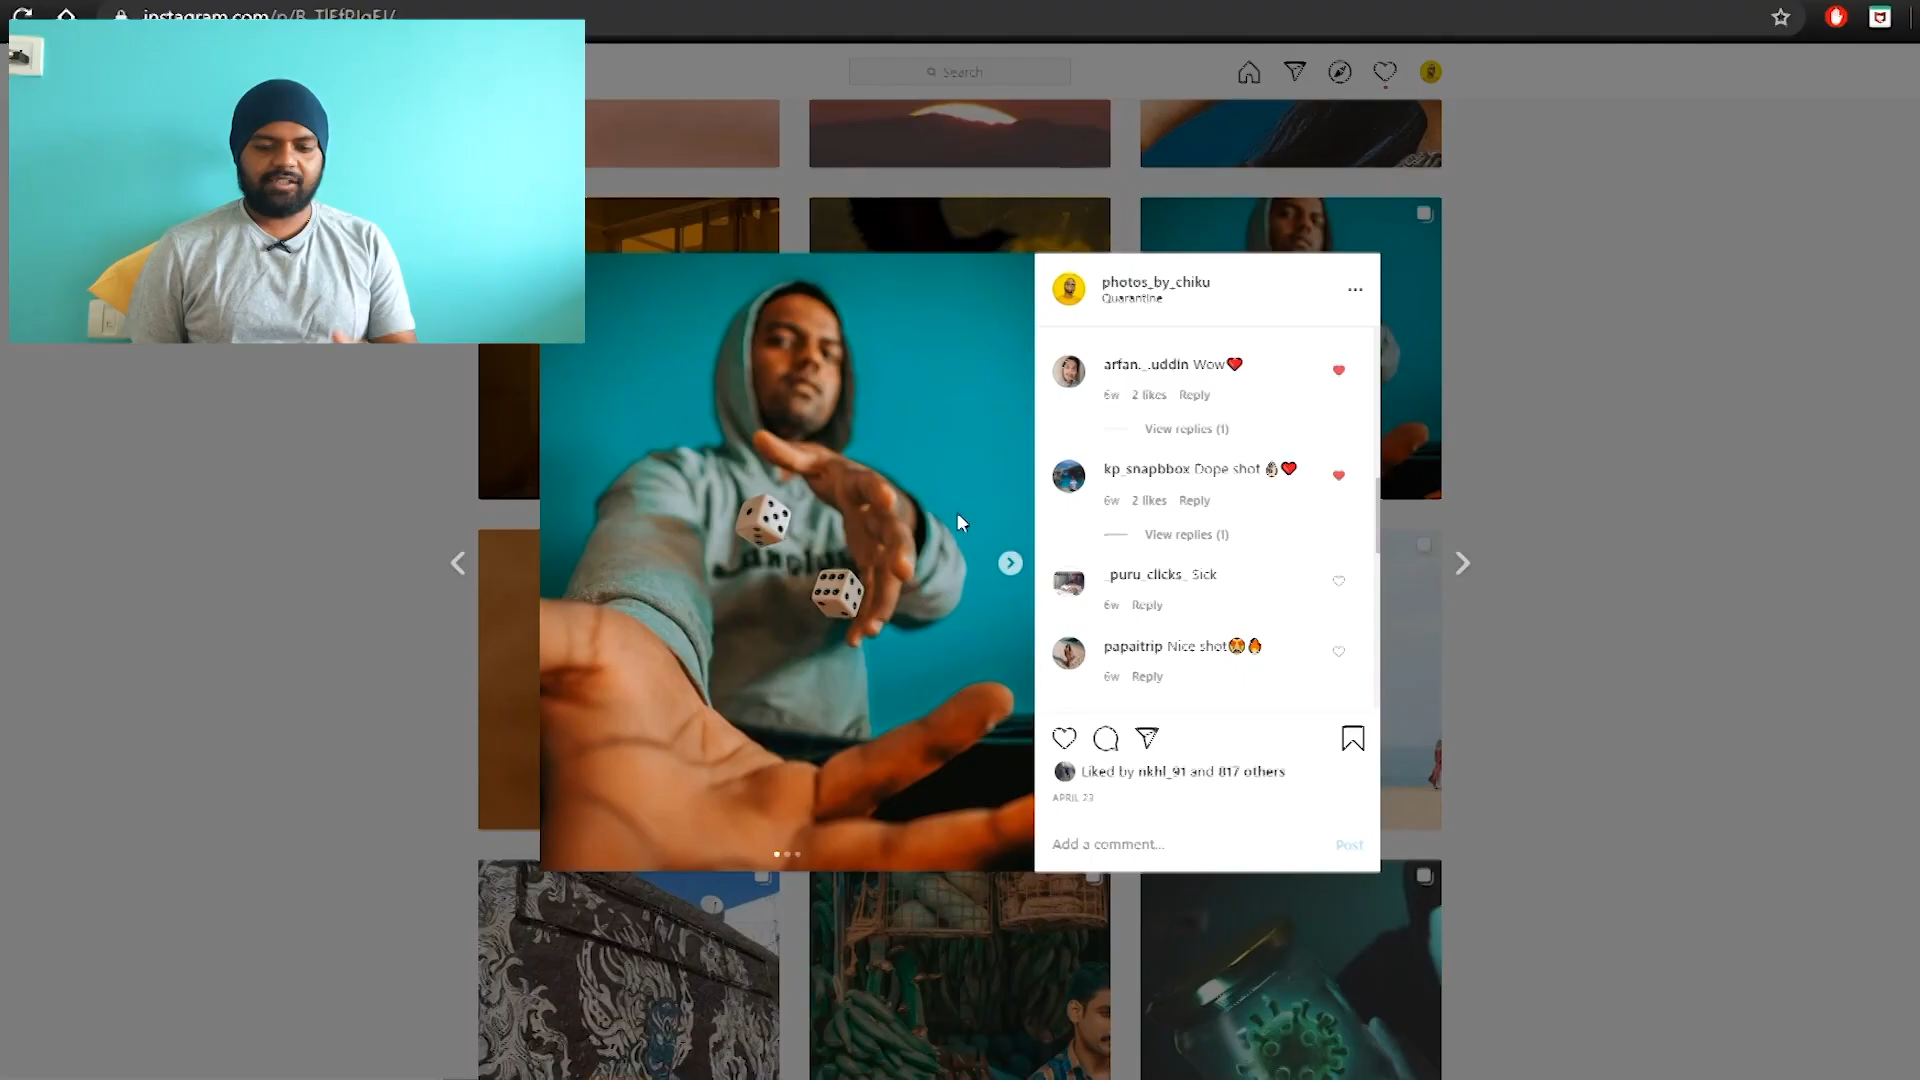 instagram.com/p/B_TlEfRJqEJ/
Search
photos_by_chiku
Quarantine
arfan._.uddin Wow❤️
6w 2 likes Reply
View replies (1)
kp_snapbbox Dope shot 👌🏻❤️
6w 2 likes Reply
View replies (1)
_puru_clicks_ Sick
6w Reply
papaitrip Nice shot😍🔥
6w Reply
Liked by nkhl_91 and 817 others
APRIL 23
Add a comment...
Post